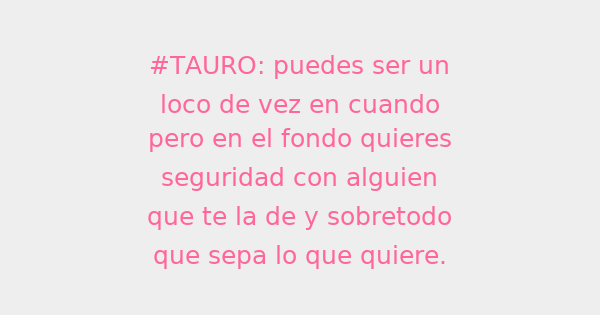 #TAURO: puedes ser un
loco de vez en cuando
pero en el fondo quieres
seguridad con alguien
que te la de y sobretodo
que sepa lo que quiere.